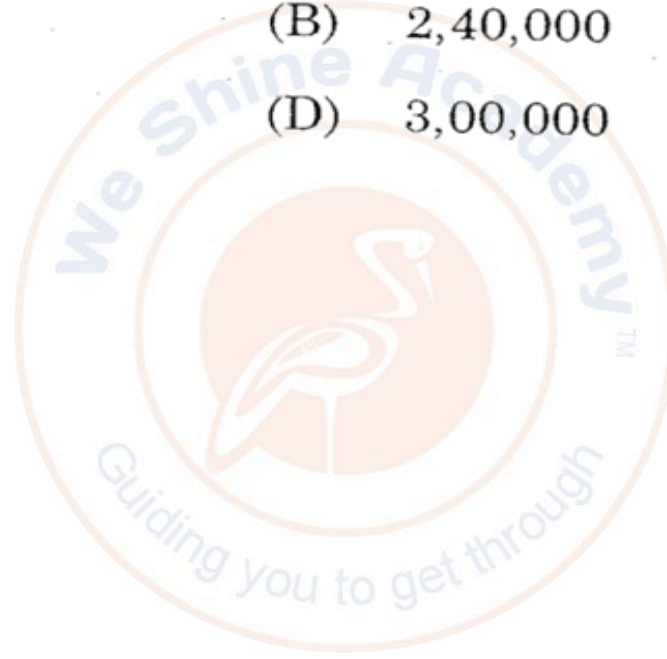 (B) 2,40,000
(D) 3,00,000
We Shine Academy TM
Guiding you to get through